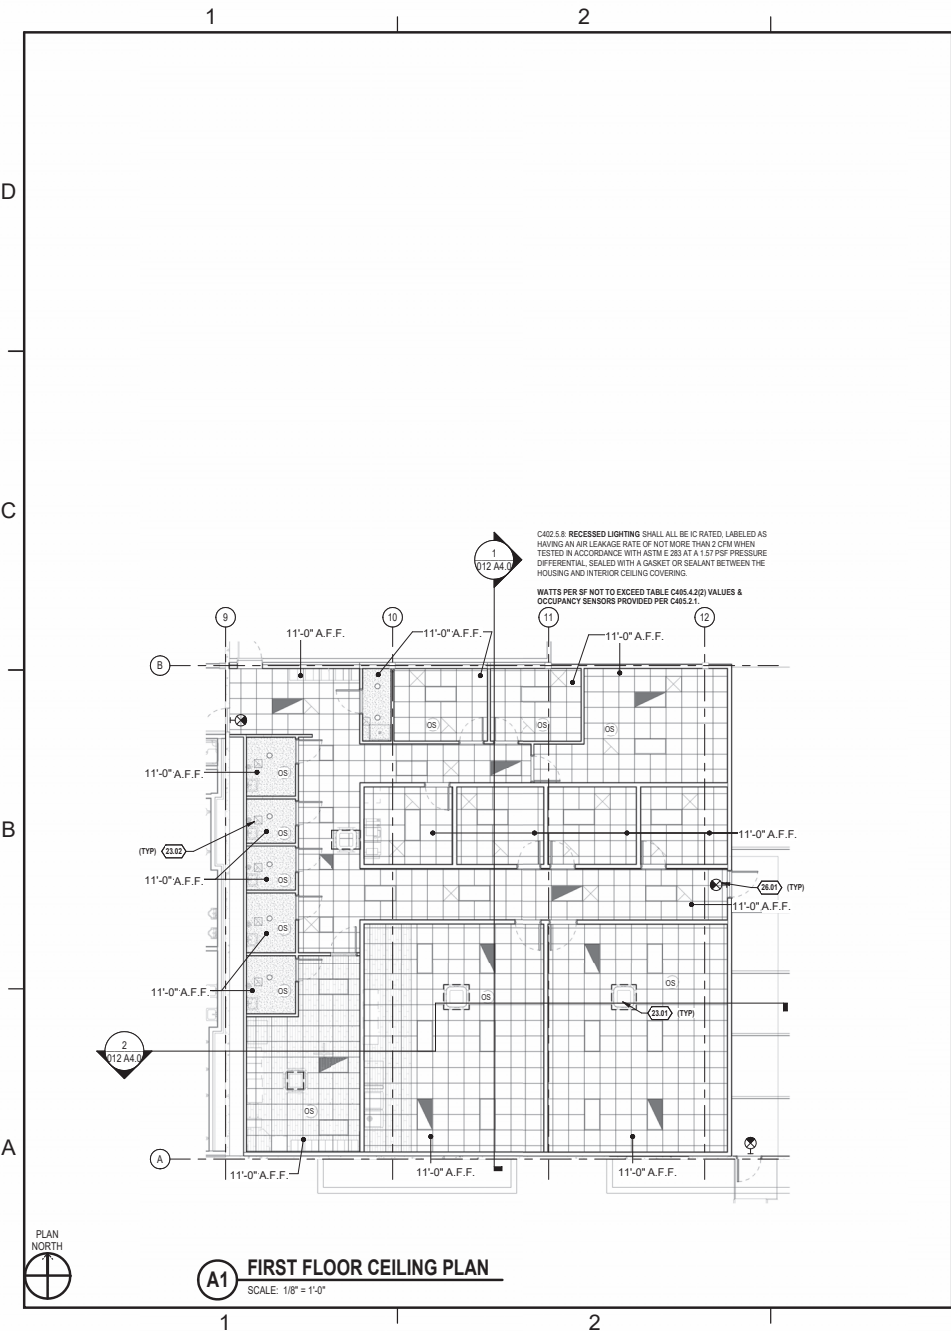 1
2
D
C
B
A
1
012 A4.0
C402.5.8: RECESSED LIGHTING SHALL ALL BE IC RATED, LABELED AS
HAVING AN AIR LEAKAGE RATE OF NOT MORE THAN 2 CFM WHEN
TESTED IN ACCORDANCE WITH ASTM E 283 AT A 1.57 PSF PRESSURE
DIFFERENTIAL, SEALED WITH A GASKET OR SEALANT BETWEEN THE
HOUSING AND INTERIOR CEILING COVERING.
WATTS PER SF NOT TO EXCEED TABLE C405.4.2(2) VALUES &
OCCUPANCY SENSORS PROVIDED PER C405.2.1.
9
10
11
12
11'-0" A.F.F.
11'-0" A.F.F.
11'-0" A.F.F.
B
OS
OS
OS
11'-0" A.F.F.
OS
OS
11'-0" A.F.F.
(TYP) 23.02
11'-0" A.F.F.
OS
26.01 (TYP)
11'-0" A.F.F.
OS
11'-0" A.F.F.
OS
OS
OS
23.01 (TYP)
2
012 A4.0
OS
A
11'-0" A.F.F.
11'-0" A.F.F.
11'-0" A.F.F.
PLAN
NORTH
A1
FIRST FLOOR CEILING PLAN
SCALE: 1/8" = 1'-0"
1
2